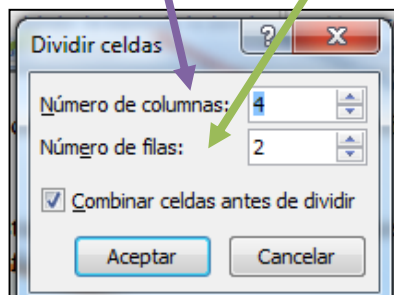 Dividir celdas
Número de columnas: 4
Número de filas: 2
Combinar celdas antes de dividir
Aceptar Cancelar